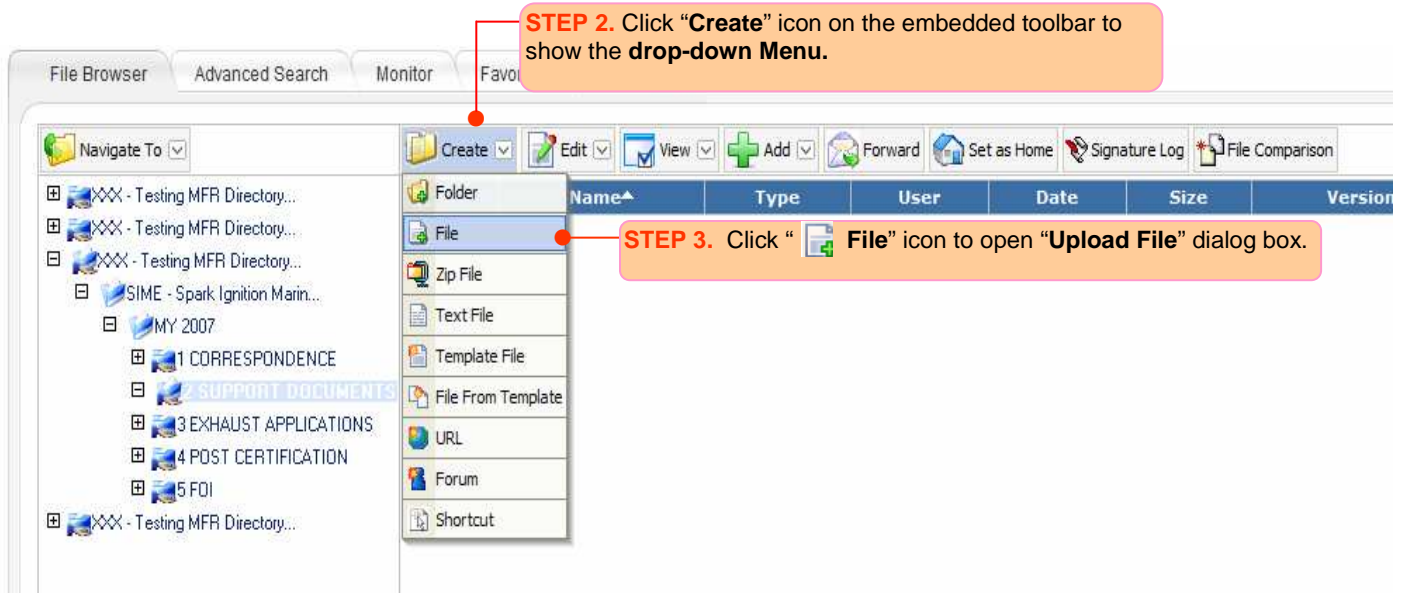 STEP 2. Click “Create” icon on the embedded toolbar to
show the drop-down Menu.
File Browser
Advanced Search
Monitor
Favo
Navigate To
Create
Edit
View
Add
Forward
Set as Home
Signature Log
File Comparison
XXX - Testing MFR Directory...
XXX - Testing MFR Directory...
XXX - Testing MFR Directory...
SIME - Spark Ignition Marin...
MY 2007
1 CORRESPONDENCE
2 SUPPORT DOCUMENTS
3 EXHAUST APPLICATIONS
4 POST CERTIFICATION
5 FOI
XXX - Testing MFR Directory...
Folder
File
Zip File
Text File
Template File
File From Template
URL
Forum
Shortcut
Name
Type
User
Date
Size
Version
STEP 3. Click “ File” icon to open “Upload File” dialog box.